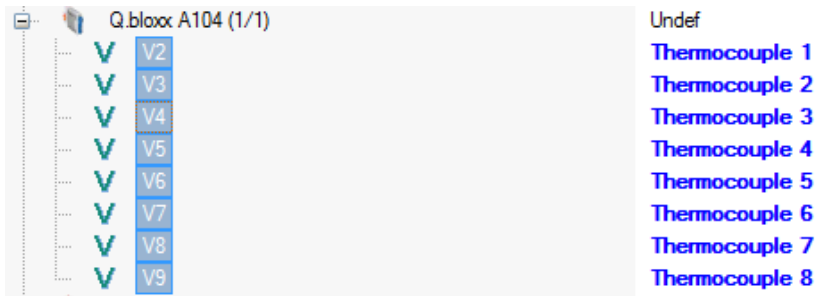 Q.bloxx A104 (1/1) Undef
V V2 Thermocouple 1
V V3 Thermocouple 2
V V4 Thermocouple 3
V V5 Thermocouple 4
V V6 Thermocouple 5
V V7 Thermocouple 6
V V8 Thermocouple 7
V V9 Thermocouple 8